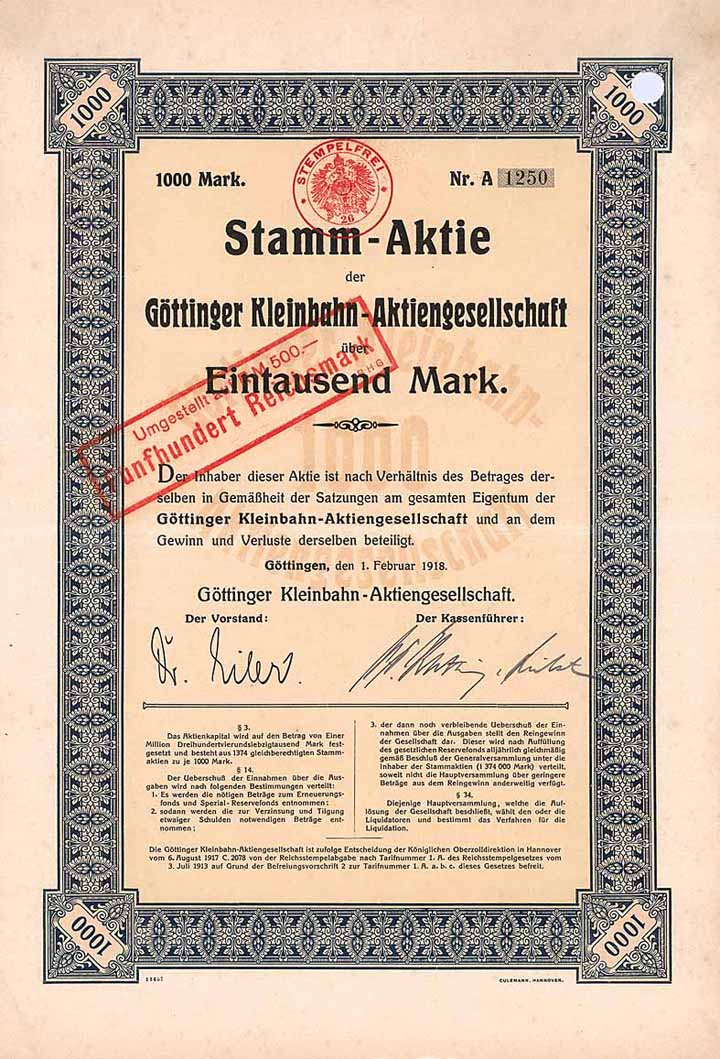 1000
1000
STEMPELFREI
26
1000 Mark.
Nr. A 1250
Stamm-Aktie
der
Göttinger Kleinbahn-Aktiengesellschaft
über
Eintausend Mark.
Umgestellt auf RM 500.—
Fünfhundert Reichsmark
Der Inhaber dieser Aktie ist nach Verhältnis des Betrages der-
selben in Gemäßheit der Satzungen am gesamten Eigentum der
Göttinger Kleinbahn-Aktiengesellschaft und an dem
Gewinn und Verluste derselben beteiligt.
Göttingen, den 1. Februar 1918.
Göttinger Kleinbahn-Aktiengesellschaft.
Der Vorstand:
Der Kassenführer:
§ 3.
Das Aktienkapital wird auf den Betrag von Einer
Million Dreihundertvierundsiebzigtausend Mark fest-
gesetzt und besteht aus 1374 gleichberechtigten Stamm-
aktien zu je 1000 Mark.
§ 14.
Der Ueberschuß der Einnahmen über die Aus-
gaben wird nach folgenden Bestimmungen verteilt:
1. Es werden die nötigen Beträge zum Erneuerungs-
fonds und Spezial-Reservefonds entnommen;
2. sodann werden die zur Verzinsung und Tilgung
etwaiger Schulden notwendigen Beträge ent-
nommen;
3. der dann noch verbleibende Ueberschuß der Ein-
nahmen über die Ausgaben stellt den Reingewinn
der Gesellschaft dar. Dieser wird nach Auffüllung
des gesetzlichen Reservefonds alljährlich gleichmäßig
gemäß Beschluß der Generalversammlung unter die
Inhaber der Stammaktien (1 374 000 Mark) verteilt,
soweit nicht die Hauptversammlung über geringere
Beträge aus dem Reingewinn anderweitig verfügt.
§ 34.
Diejenige Hauptversammlung, welche die Auf-
lösung der Gesellschaft beschließt, wählt den oder die
Liquidatoren und bestimmt das Verfahren für die
Liquidation.
Die Göttinger Kleinbahn-Aktiengesellschaft ist zufolge Entscheidung der Königlichen Oberzolldirektion in Hannover
vom 6. August 1917 C. 2078 von der Reichsstempelabgabe nach Tarifnummer 1. A. des Reichsstempelgesetzes vom
3. Juli 1913 auf Grund der Befreiungsvorschrift 2 zur Tarifnummer 1. A. a. b. c. dieses Gesetzes befreit.
1000
1000
11657
CULEMANN, HANNOVER.